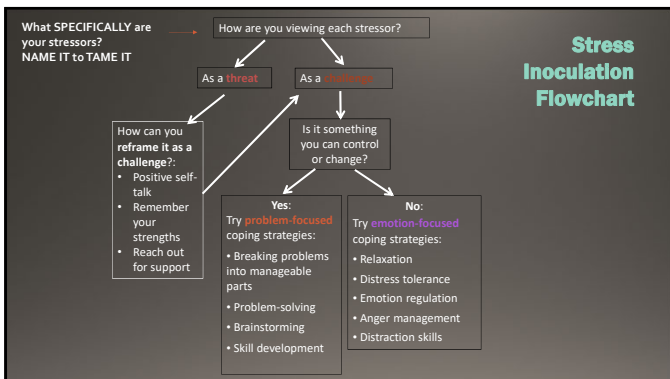 What SPECIFICALLY are
your stressors?
NAME IT to TAME IT
How are you viewing each stressor?
Stress
Inoculation
Flowchart
As a threat
As a challenge
How can you
reframe it as a
challenge?:
• Positive self-
talk
• Remember
your
strengths
• Reach out
for support
Is it something
you can control
or change?
Yes:
Try problem-focused
coping strategies:
• Breaking problems
into manageable
parts
• Problem-solving
• Brainstorming
• Skill development
No:
Try emotion-focused
coping strategies:
• Relaxation
• Distress tolerance
• Emotion regulation
• Anger management
• Distraction skills